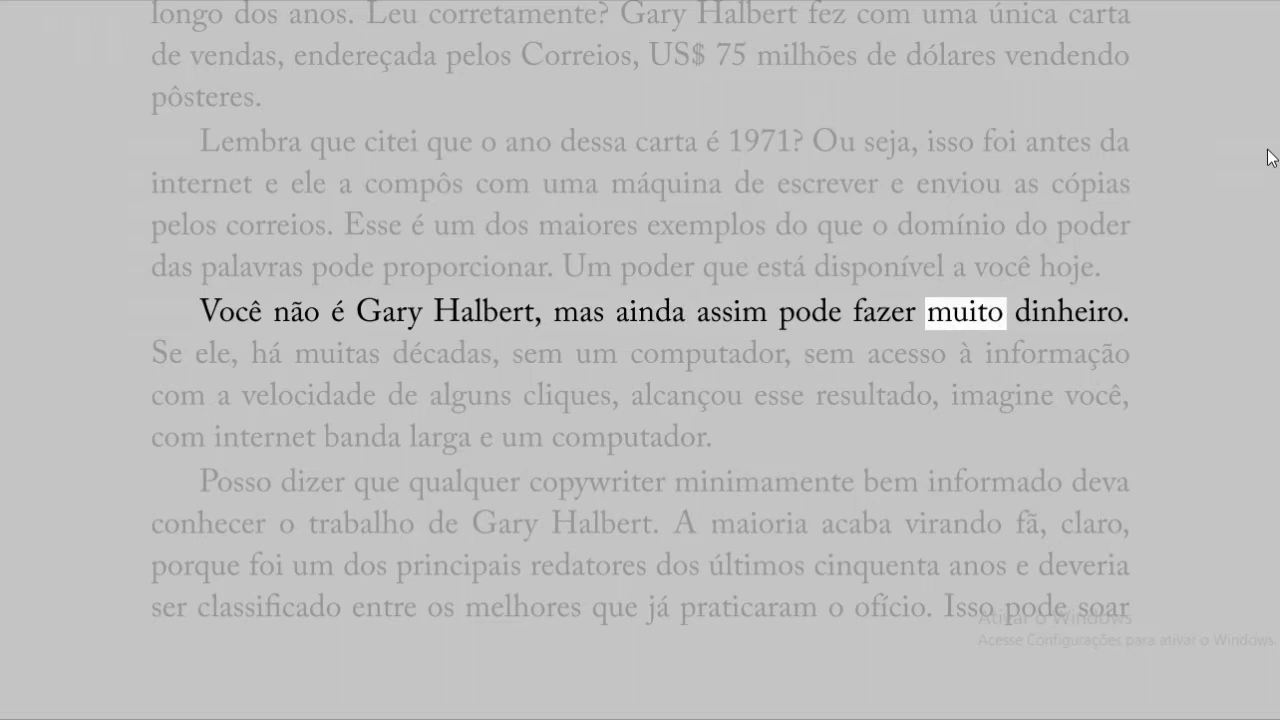 longo dos anos. Leu corretamente? Gary Halbert fez com uma única carta
de vendas, endereçada pelos Correios, US$ 75 milhões de dólares vendendo
pôsteres.
Lembra que citei que o ano dessa carta é 1971? Ou seja, isso foi antes da
internet e ele a compôs com uma máquina de escrever e enviou as cópias
pelos correios. Esse é um dos maiores exemplos do que o domínio do poder
das palavras pode proporcionar. Um poder que está disponível a você hoje.
Você não é Gary Halbert, mas ainda assim pode fazer muito dinheiro.
Se ele, há muitas décadas, sem um computador, sem acesso à informação
com a velocidade de alguns cliques, alcançou esse resultado, imagine você,
com internet banda larga e um computador.
Posso dizer que qualquer copywriter minimamente bem informado deva
conhecer o trabalho de Gary Halbert. A maioria acaba virando fã, claro,
porque foi um dos principais redatores dos últimos cinquenta anos e deveria
ser classificado entre os melhores que já praticaram o ofício. Isso pode soar
Ativar o Windows
Acesse Configurações para ativar o Windows.